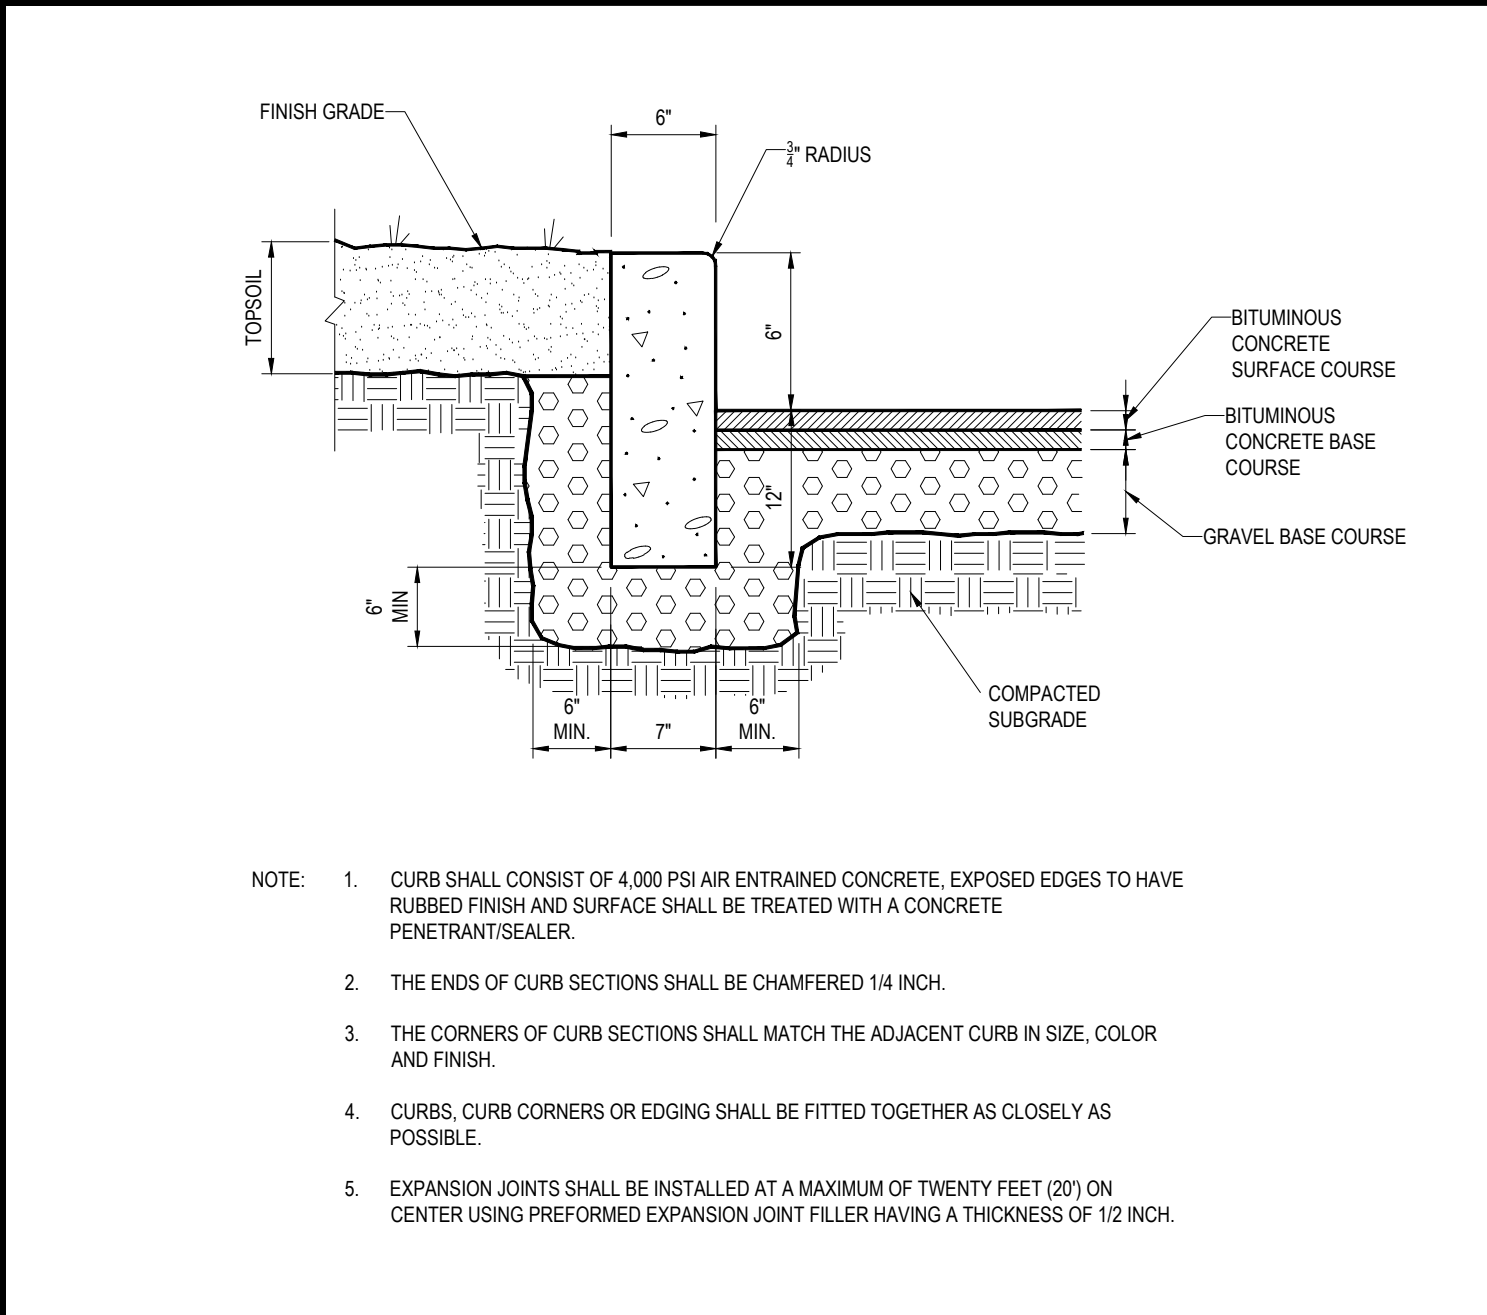 FINISH GRADE
6"
3/4" RADIUS
TOPSOIL
6"
BITUMINOUS
CONCRETE
SURFACE COURSE
BITUMINOUS
CONCRETE BASE
COURSE
12"
GRAVEL BASE COURSE
6"
MIN
COMPACTED
SUBGRADE
6"
MIN.
7"
6"
MIN.
NOTE: 1. CURB SHALL CONSIST OF 4,000 PSI AIR ENTRAINED CONCRETE, EXPOSED EDGES TO HAVE
RUBBED FINISH AND SURFACE SHALL BE TREATED WITH A CONCRETE
PENETRANT/SEALER.
2. THE ENDS OF CURB SECTIONS SHALL BE CHAMFERED 1/4 INCH.
3. THE CORNERS OF CURB SECTIONS SHALL MATCH THE ADJACENT CURB IN SIZE, COLOR
AND FINISH.
4. CURBS, CURB CORNERS OR EDGING SHALL BE FITTED TOGETHER AS CLOSELY AS
POSSIBLE.
5. EXPANSION JOINTS SHALL BE INSTALLED AT A MAXIMUM OF TWENTY FEET (20') ON
CENTER USING PREFORMED EXPANSION JOINT FILLER HAVING A THICKNESS OF 1/2 INCH.